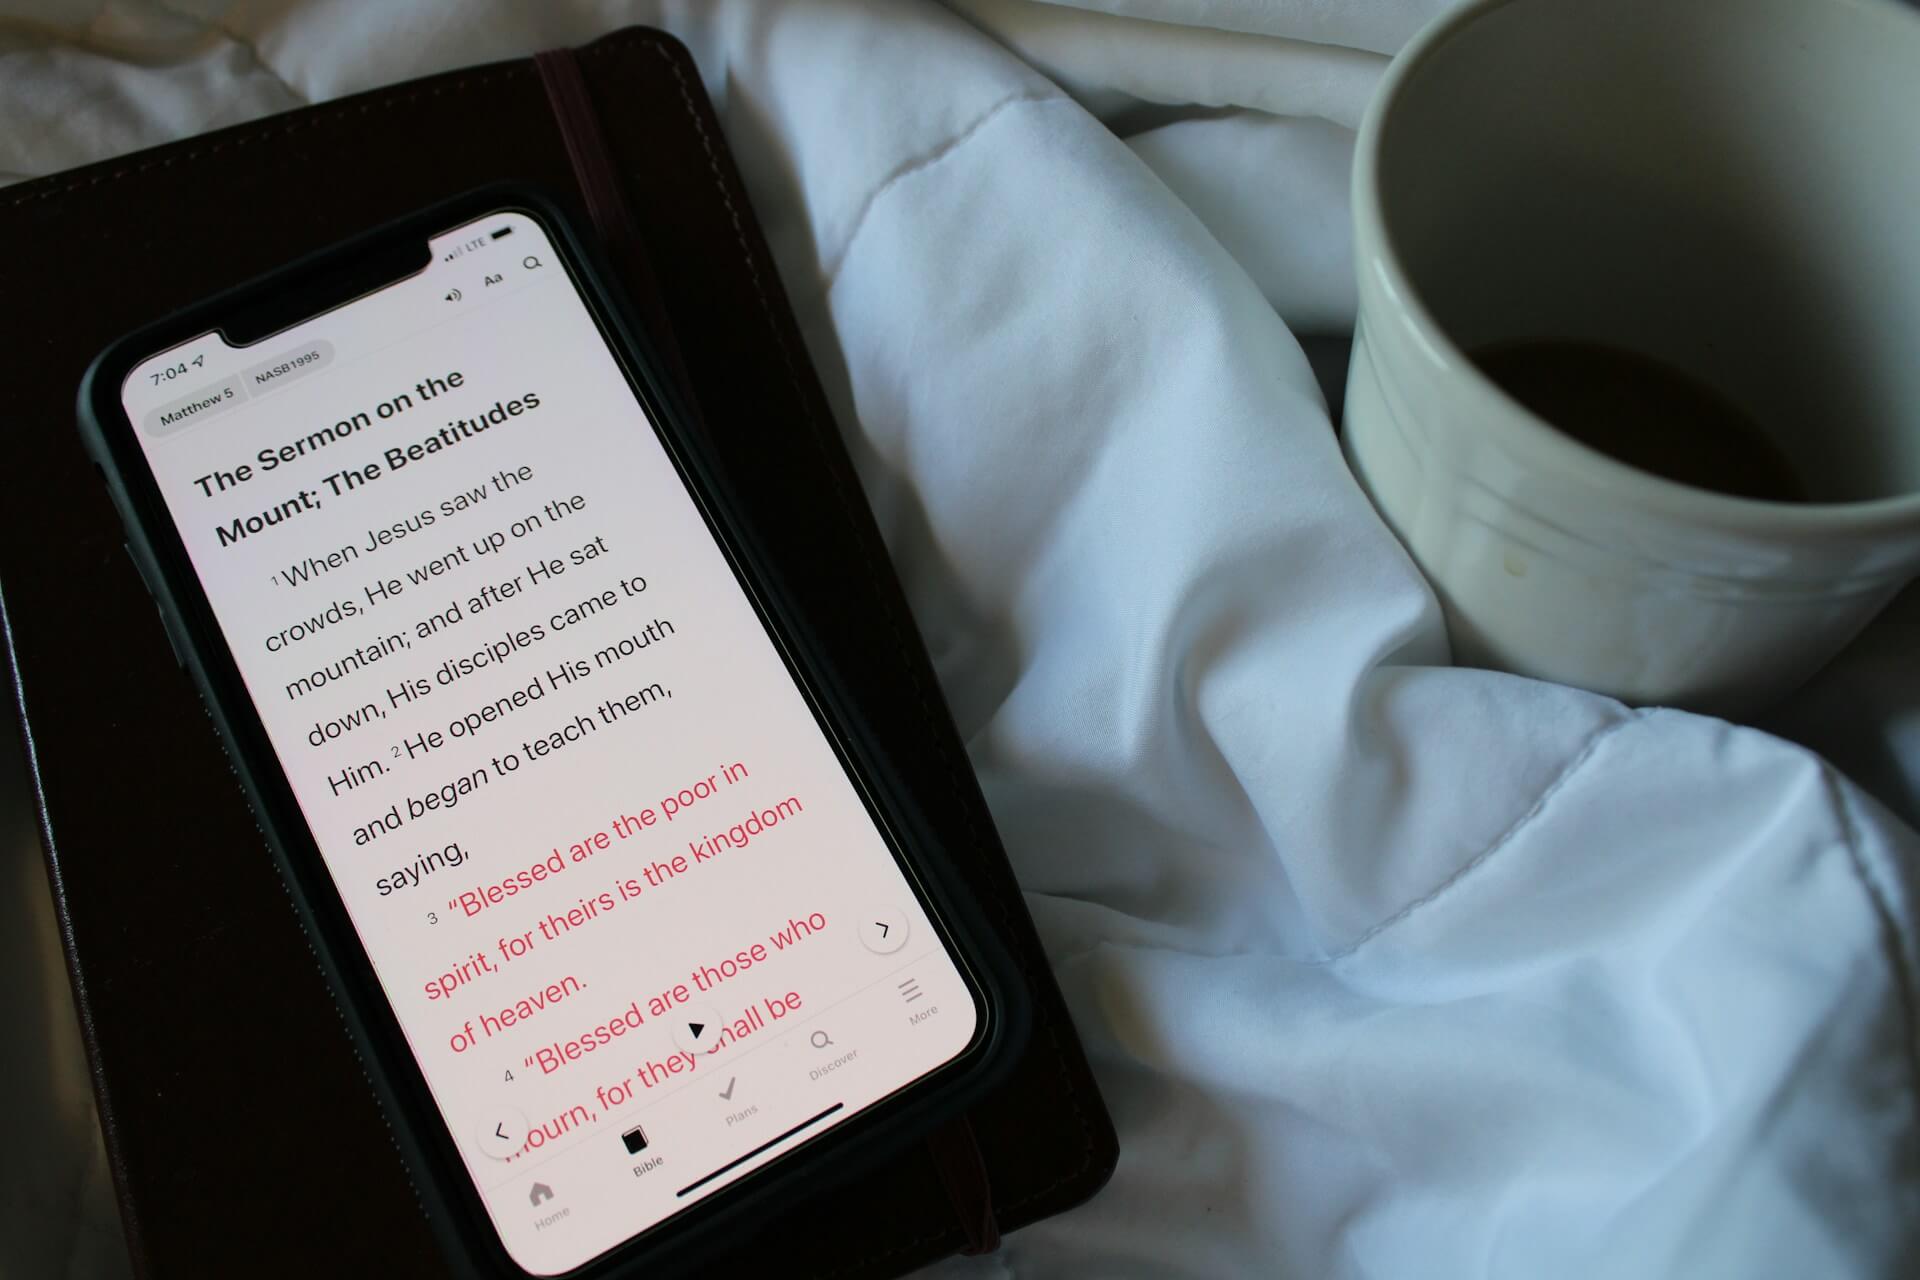 7:04
LTE
Matthew 5 NASB1995
Aa
The Sermon on the
Mount; The Beatitudes
1 When Jesus saw the
crowds, He went up on the
mountain; and after He sat
down, His disciples came to
Him. 2 He opened His mouth
and began to teach them,
saying,
3 “Blessed are the poor in
spirit, for theirs is the kingdom
of heaven.
4 “Blessed are those who
mourn, for they shall be
Home
Bible
Plans
Discover
More